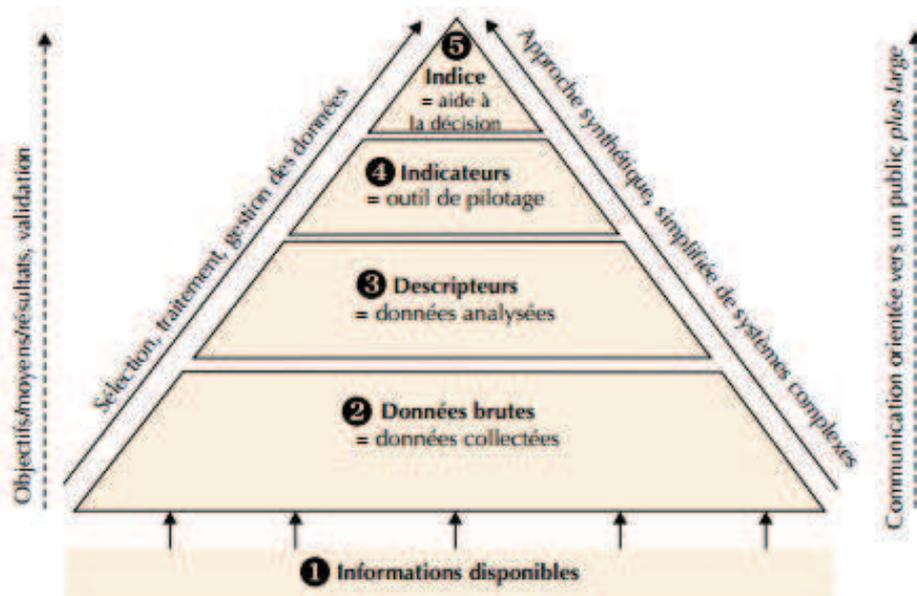 Objectifs/moyens/résultats, validation
Sélection, traitement, gestion des données
5
Indice
= aide à
la décision
4 Indicateurs
= outil de pilotage
3 Descripteurs
= données analysées
2 Données brutes
= données collectées
1 Informations disponibles
Approche synthétique, simplifiée de systèmes complexes
Communication orientée vers un public plus large